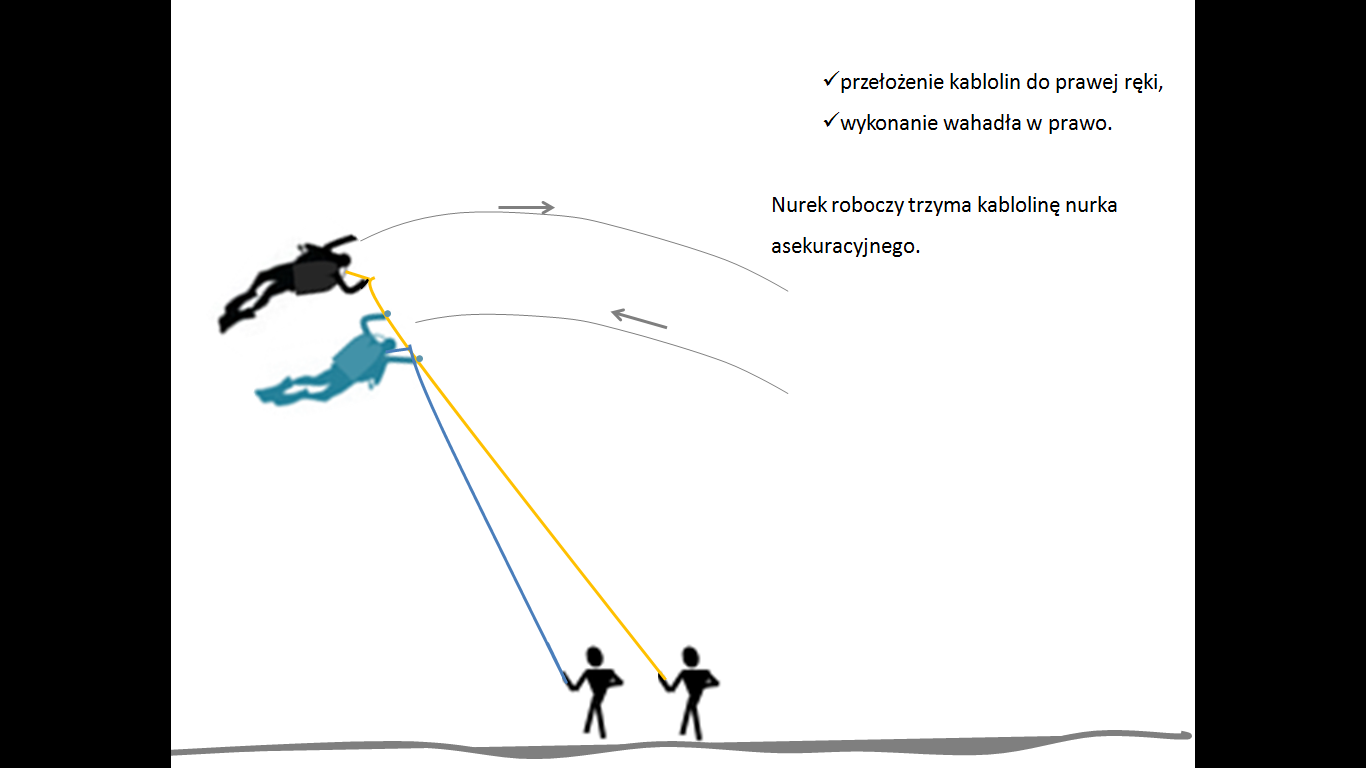 ✓przełożenie kablolin do prawej ręki,
✓wykonanie wahadła w prawo.
Nurek roboczy trzyma kablolinę nurka
asekuracyjnego.